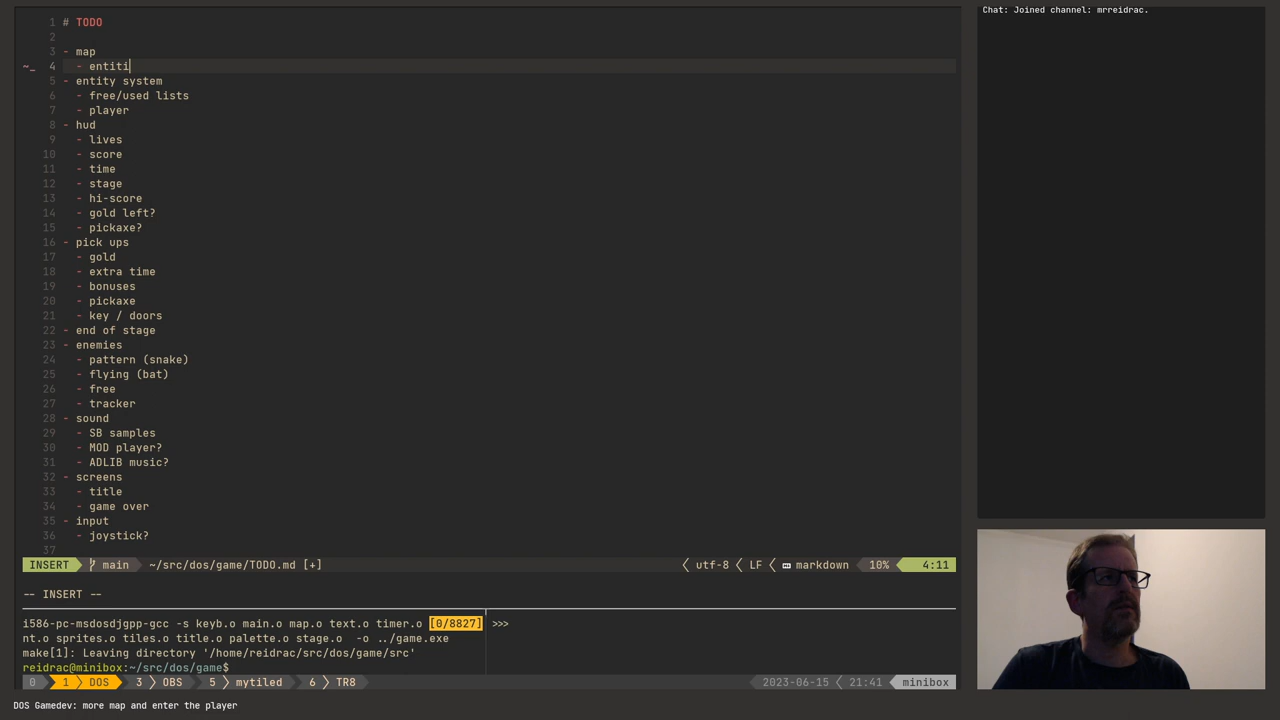 1 # TODO
2
3 - map
~_ 4 - entiti
5 - entity system
6 - free/used lists
7 - player
8 - hud
9 - lives
10 - score
11 - time
12 - stage
13 - hi-score
14 - gold left?
15 - pickaxe?
16 - pick ups
17 - gold
18 - extra time
19 - bonuses
20 - pickaxe
21 - key / doors
22 - end of stage
23 - enemies
24 - pattern (snake)
25 - flying (bat)
26 - free
27 - tracker
28 - sound
29 - SB samples
30 - MOD player?
31 - ADLIB music?
32 - screens
33 - title
34 - game over
35 - input
36 - joystick?
37
INSERT main ~/src/dos/game/TODO.md [+] utf-8 LF markdown 10% 4:11
-- INSERT --
i586-pc-msdosdjgpp-gcc -s keyb.o main.o map.o text.o timer.o [0/8827] >>>
nt.o sprites.o tiles.o title.o palette.o stage.o -o ../game.exe
make[1]: Leaving directory '/home/reidrac/src/dos/game/src'
reidrac@minibox:~/src/dos/game$
0 1 DOS 3 OBS 5 mytiled 6 TR8 2023-06-15 21:41 minibox
DOS Gamedev: more map and enter the player
Chat: Joined channel: mrreidrac.